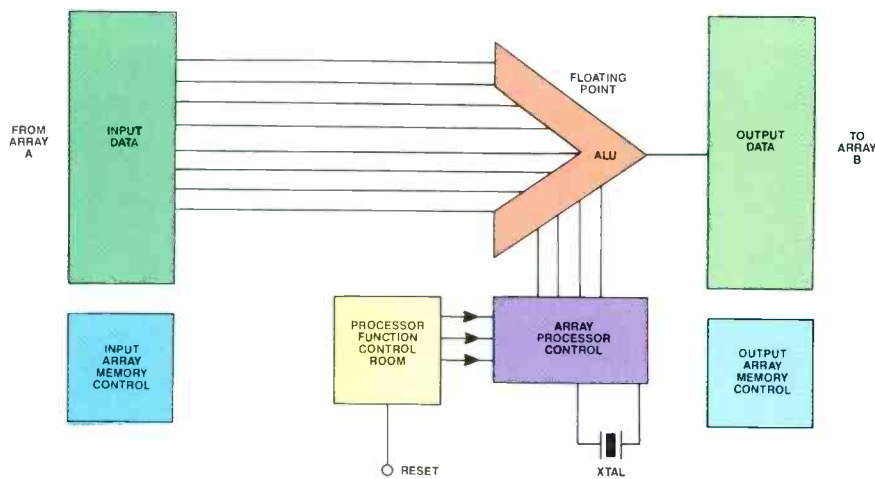 FROM
ARRAY
A
INPUT
DATA
FLOATING
POINT
ALU
OUTPUT
DATA
TO
ARRAY
B
INPUT
ARRAY
MEMORY
CONTROL
PROCESSOR
FUNCTION
CONTROL
ROOM
ARRAY
PROCESSOR
CONTROL
OUTPUT
ARRAY
MEMORY
CONTROL
RESET
XTAL